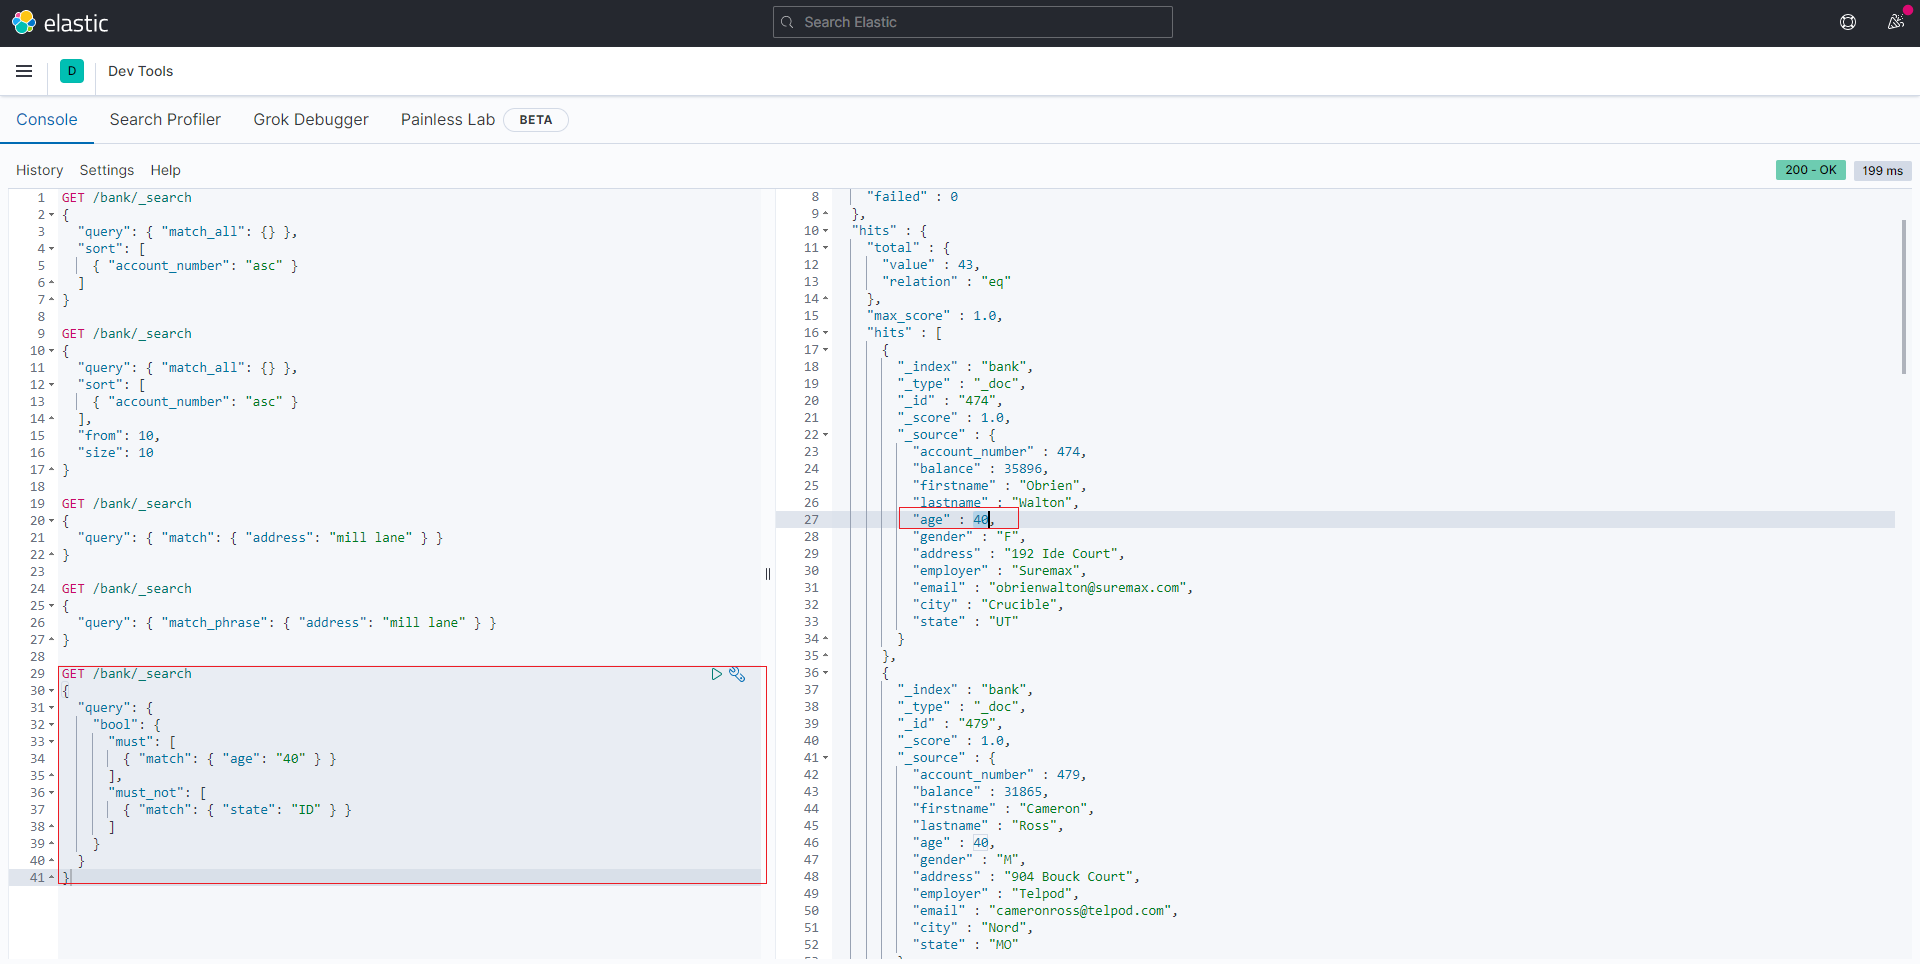 elastic
Search Elastic
D
Dev Tools
Console
Search Profiler
Grok Debugger
Painless Lab
BETA
History
Settings
Help
200 - OK
199 ms
1 GET /bank/_search
2 {
3 "query": { "match_all": {} },
4 "sort": [
5 { "account_number": "asc" }
6 ]
7 }
8
9 GET /bank/_search
10 {
11 "query": { "match_all": {} },
12 "sort": [
13 { "account_number": "asc" }
14 ],
15 "from": 10,
16 "size": 10
17 }
18
19 GET /bank/_search
20 {
21 "query": { "match": { "address": "mill lane" } }
22 }
23
24 GET /bank/_search
25 {
26 "query": { "match_phrase": { "address": "mill lane" } }
27 }
28
29 GET /bank/_search
30 {
31 "query": {
32 "bool": {
33 "must": [
34 { "match": { "age": "40" } }
35 ],
36 "must_not": [
37 { "match": { "state": "ID" } }
38 ]
39 }
40 }
41 }
8 "failed" : 0
9 },
10 "hits" : {
11 "total" : {
12 "value" : 43,
13 "relation" : "eq"
14 },
15 "max_score" : 1.0,
16 "hits" : [
17 {
18 "_index" : "bank",
19 "_type" : "_doc",
20 "_id" : "474",
21 "_score" : 1.0,
22 "_source" : {
23 "account_number" : 474,
24 "balance" : 35896,
25 "firstname" : "Obrien",
26 "lastname" : "Walton",
27 "age" : 40,
28 "gender" : "F",
29 "address" : "192 Ide Court",
30 "employer" : "Suremax",
31 "email" : "obrienwalton@suremax.com",
32 "city" : "Crucible",
33 "state" : "UT"
34 }
35 },
36 {
37 "_index" : "bank",
38 "_type" : "_doc",
39 "_id" : "479",
40 "_score" : 1.0,
41 "_source" : {
42 "account_number" : 479,
43 "balance" : 31865,
44 "firstname" : "Cameron",
45 "lastname" : "Ross",
46 "age" : 40,
47 "gender" : "M",
48 "address" : "904 Bouck Court",
49 "employer" : "Telpod",
50 "email" : "cameronross@telpod.com",
51 "city" : "Nord",
52 "state" : "MO"